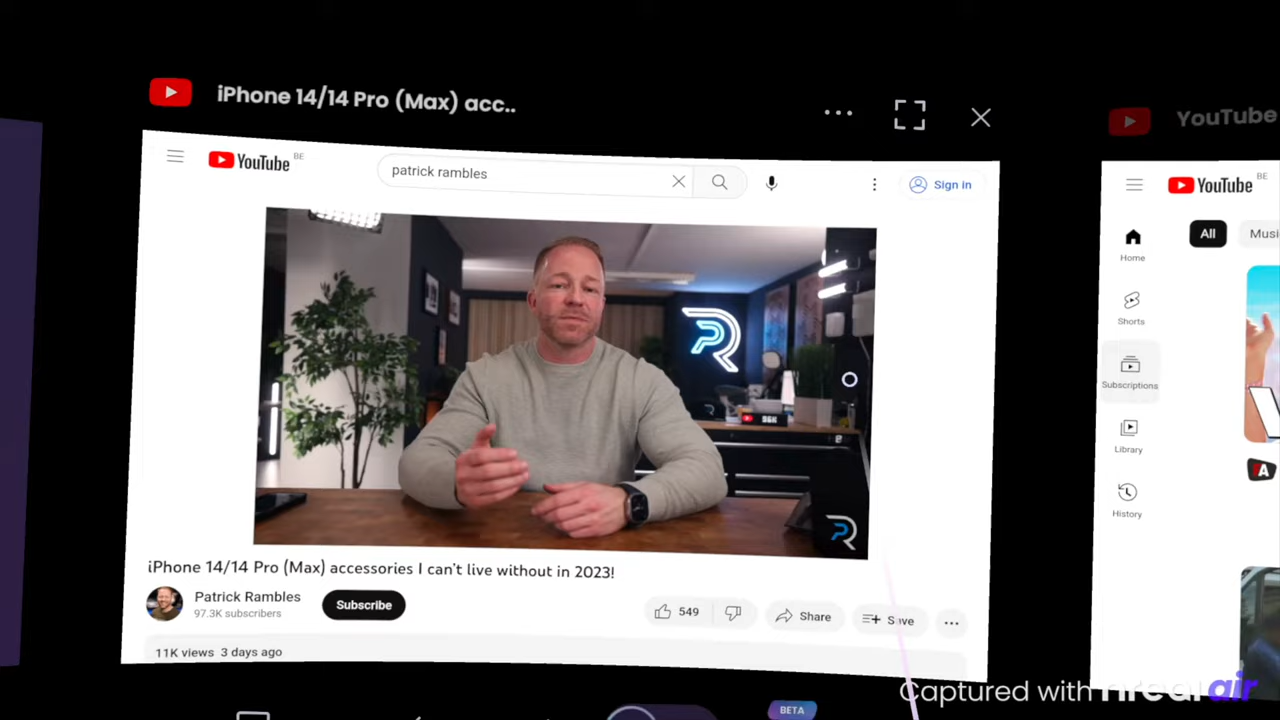 iPhone 14/14 Pro (Max) acc..
YouTube BE
patrick rambles
Sign in
iPhone 14/14 Pro (Max) accessories I can't live without in 2023!
Patrick Rambles
97.3K subscribers
Subscribe
549
Share
Save
11K views 3 days ago
96K
YouTube
YouTube BE
All
Home
Shorts
Subscriptions
Library
History
BETA
Captured with nreal air